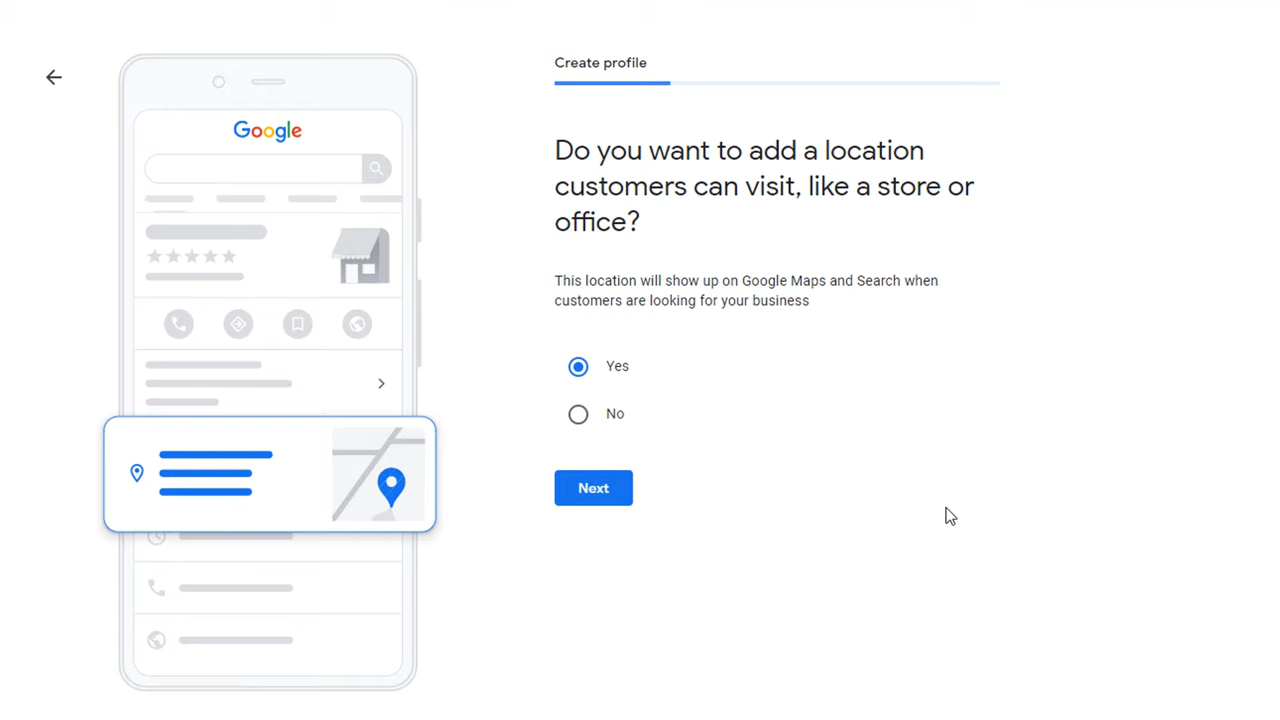 Google
Create profile
Do you want to add a location
customers can visit, like a store or
office?
This location will show up on Google Maps and Search when
customers are looking for your business
Yes
No
Next